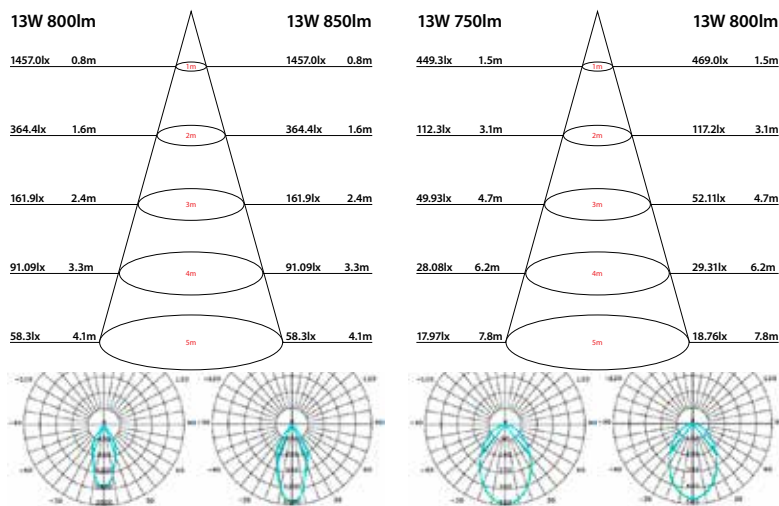 13W 800lm 13W 850lm 13W 750lm 13W 800lm
1457.0lx 0.8m 1m 1457.0lx 0.8m 449.3lx 1.5m 1m 469.0lx 1.5m
364.4lx 1.6m 2m 364.4lx 1.6m 112.3lx 3.1m 2m 117.2lx 3.1m
161.9lx 2.4m 3m 161.9lx 2.4m 49.93lx 4.7m 3m 52.11lx 4.7m
91.09lx 3.3m 4m 91.09lx 3.3m 28.08lx 6.2m 4m 29.31lx 6.2m
58.3lx 4.1m 5m 58.3lx 4.1m 17.97lx 7.8m 5m 18.76lx 7.8m